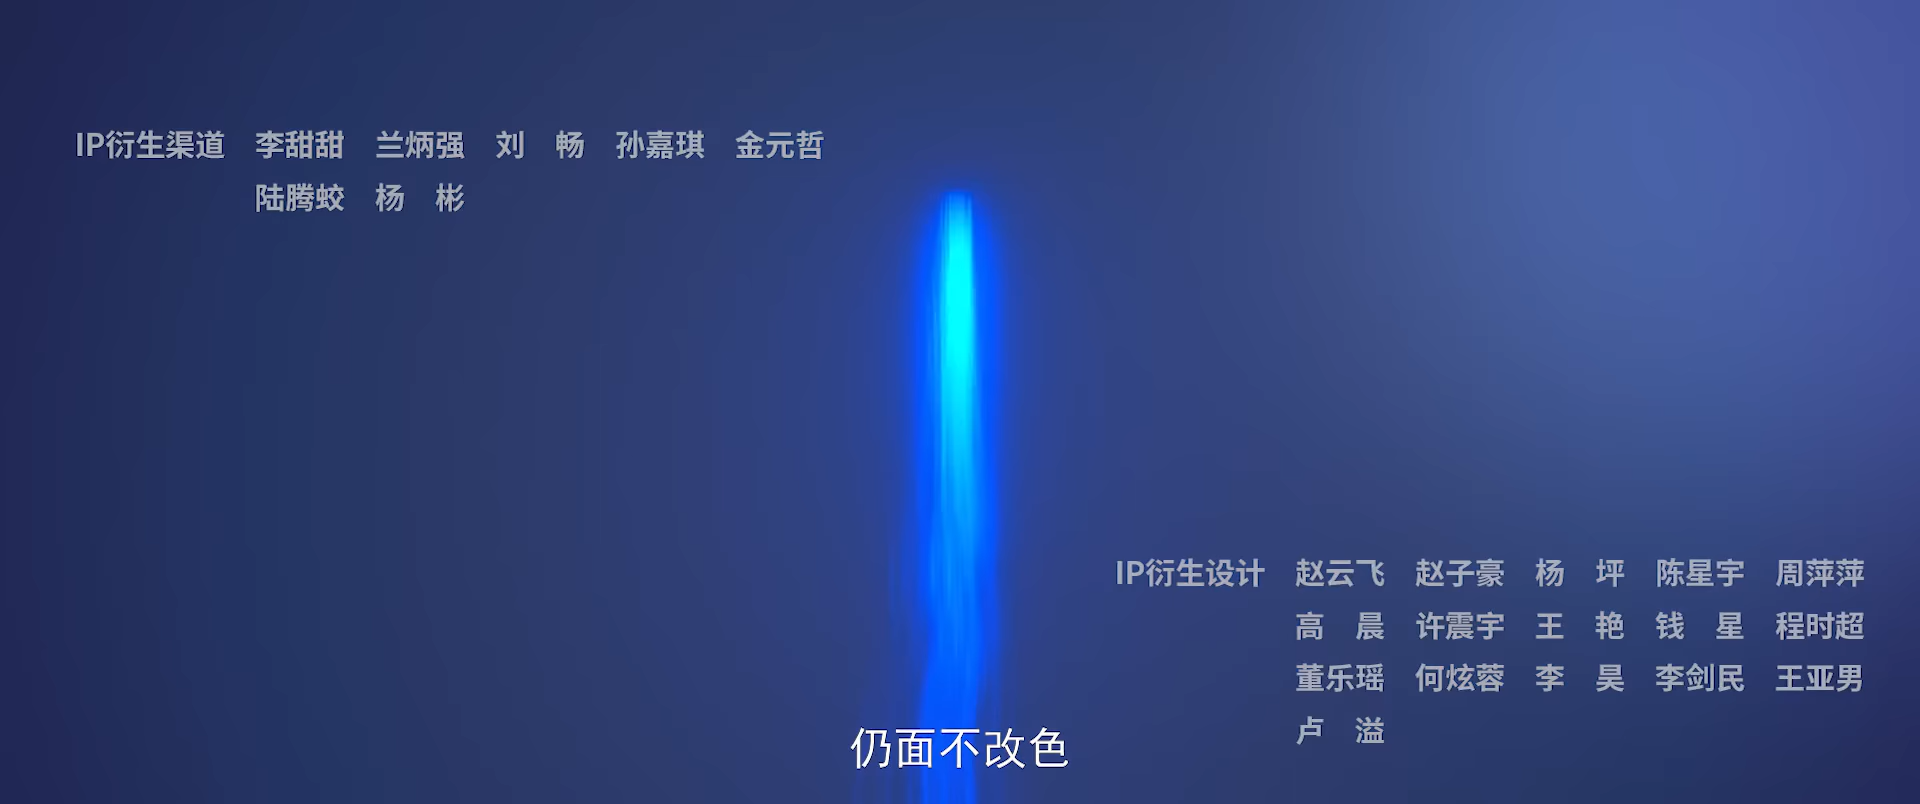 IP衍生渠道 李甜甜 兰炳强 刘 畅 孙嘉琪 金元哲
陆腾蛟 杨 彬
IP衍生设计 赵云飞 赵子豪 杨 坪 陈星宇 周萍萍
高 晨 许震宇 王 艳 钱 星 程时超
董乐瑶 何炫蓉 李 昊 李剑民 王亚男
卢 溢
仍面不改色